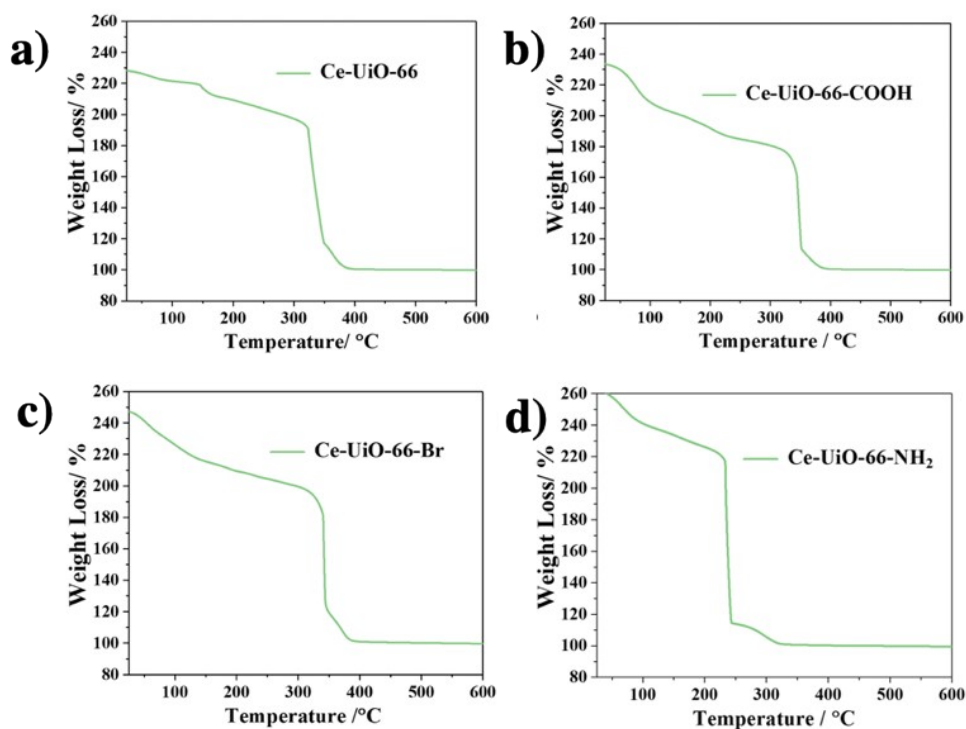 a)
Ce-UiO-66
Weight Loss/ %
260
240
220
200
180
160
140
120
100
80
100 200 300 400 500 600
Temperature/ °C
b)
Ce-UiO-66-COOH
Weight Loss/ %
260
240
220
200
180
160
140
120
100
80
100 200 300 400 500 600
Temperature / °C
c)
Ce-UiO-66-Br
Weight Loss/ %
260
240
220
200
180
160
140
120
100
80
100 200 300 400 500 600
Temperature /°C
d)
Ce-UiO-66-NH₂
Weight Loss/ %
260
240
220
200
180
160
140
120
100
80
100 200 300 400 500 600
Temperature / °C